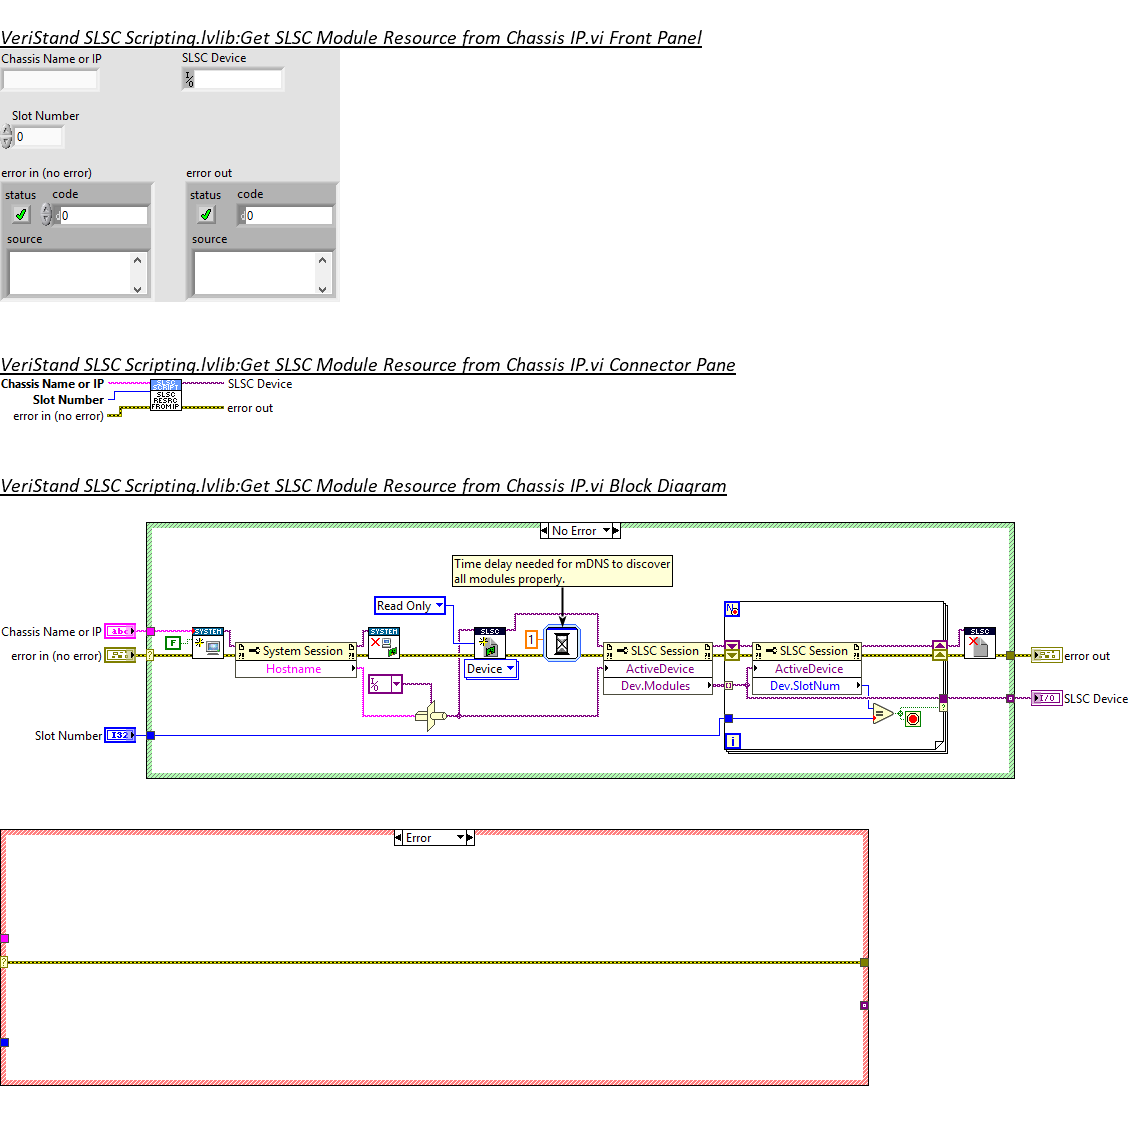 VeriStand SLSC Scripting.lvlib:Get SLSC Module Resource from Chassis IP.vi Front Panel
Chassis Name or IP
SLSC Device
I/O
Slot Number
0
error in (no error)
error out
status code
0
status code
0
source
source
VeriStand SLSC Scripting.lvlib:Get SLSC Module Resource from Chassis IP.vi Connector Pane
Chassis Name or IP
SLSC SCRIPT
SLSC RESRC FROM IP
SLSC Device
Slot Number
error in (no error)
error out
VeriStand SLSC Scripting.lvlib:Get SLSC Module Resource from Chassis IP.vi Block Diagram
No Error
Time delay needed for mDNS to discover
all modules properly.
Read Only
N
Chassis Name or IP
abc
F
SYSTEM
SYSTEM
SLSC
1
SLSC
error in (no error)
?
System Session
Hostname
SLSC Session
ActiveDevice
Dev.Modules
SLSC Session
ActiveDevice
Dev.SlotNum
error out
Device
I/O
?
I/O
SLSC Device
=
Slot Number
I32
i
Error
?